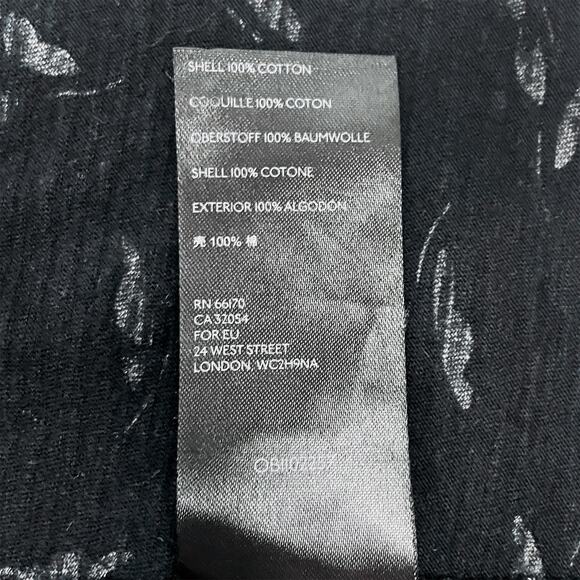 SHELL 100% COTTON
COQUILLE 100% COTON
OBERSTOFF 100% BAUMWOLLE
SHELL 100% COTONE
EXTERIOR 100% ALGODON
売 100% 棉
RN 66170
CA 32054
FOR EU
24 WEST STREET
LONDON, WC2H9NA